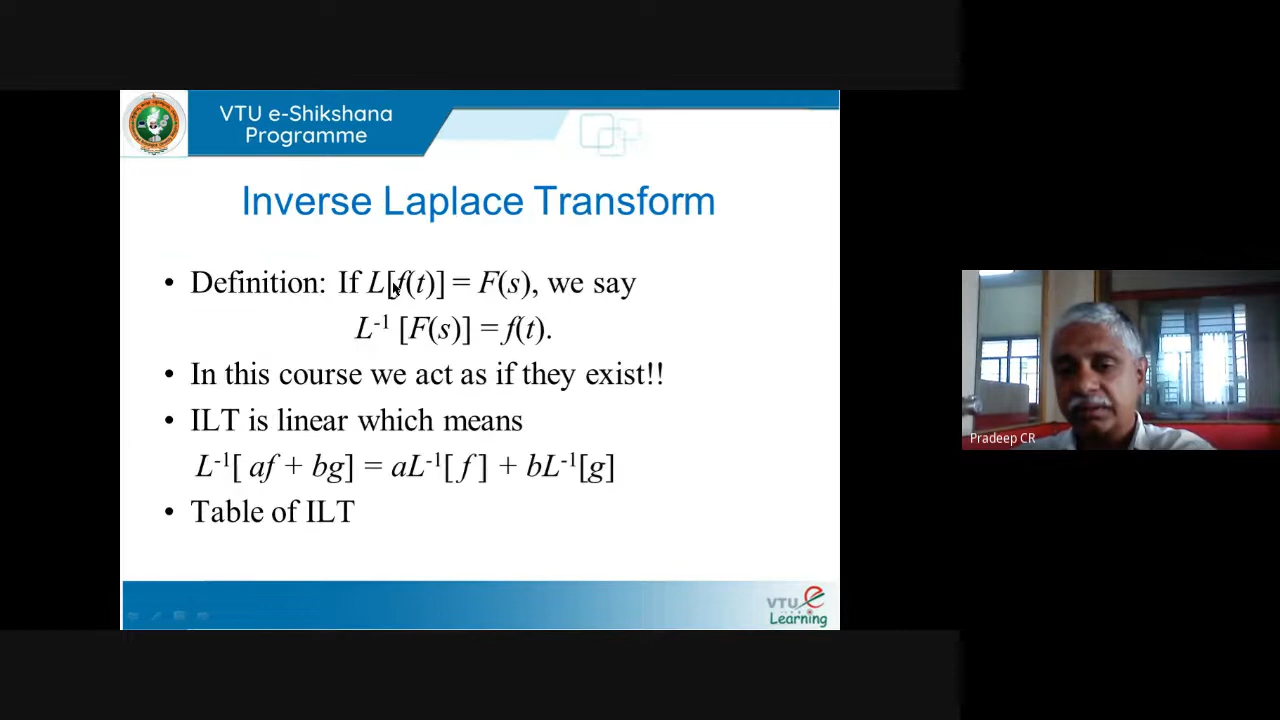 VTU e-Shikshana
Programme
Inverse Laplace Transform
• Definition: If L[f(t)] = F(s), we say
L-1 [F(s)] = f(t).
• In this course we act as if they exist!!
• ILT is linear which means
L-1[ af + bg] = aL-1[ f ] + bL-1[g]
• Table of ILT
Pradeep CR
VTU e
Learning